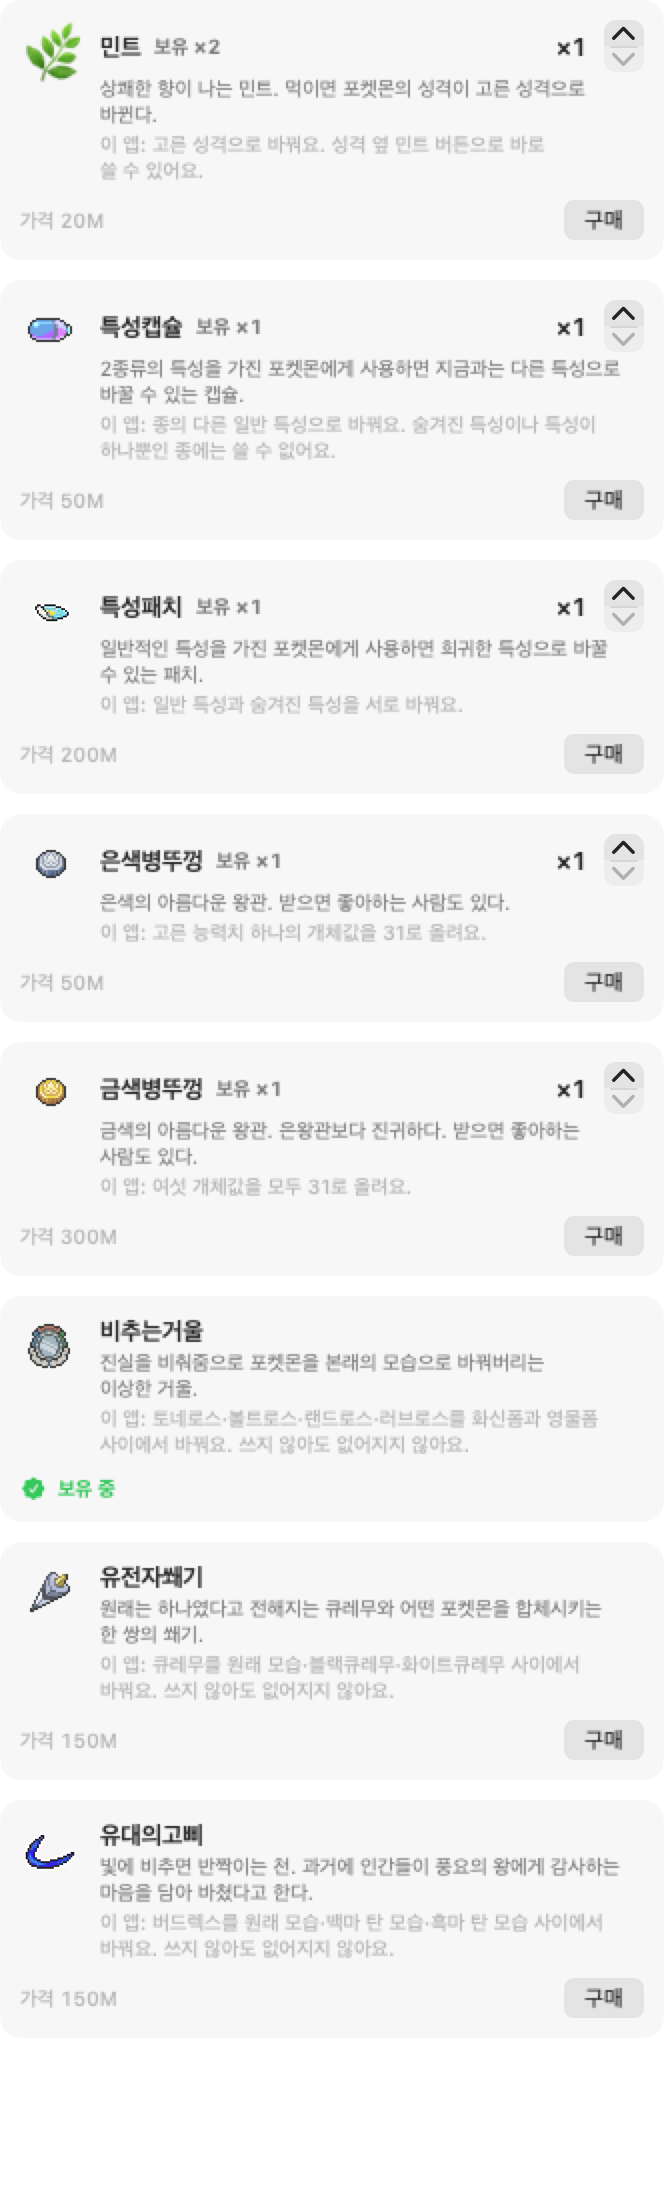 민트 보유 ×2 ×1
상쾌한 향이 나는 민트. 먹이면 포켓몬의 성격이 고른 성격으로
바뀐다.
이 앱: 고른 성격으로 바꿔요. 성격 옆 민트 버튼으로 바로
쓸 수 있어요.
가격 20M 구매
특성캡슐 보유 ×1 ×1
2종류의 특성을 가진 포켓몬에게 사용하면 지금과는 다른 특성으로
바꿀 수 있는 캡슐.
이 앱: 종의 다른 일반 특성으로 바꿔요. 숨겨진 특성이나 특성이
하나뿐인 종에는 쓸 수 없어요.
가격 50M 구매
특성패치 보유 ×1 ×1
일반적인 특성을 가진 포켓몬에게 사용하면 희귀한 특성으로 바꿀
수 있는 패치.
이 앱: 일반 특성과 숨겨진 특성을 서로 바꿔요.
가격 200M 구매
은색병뚜껑 보유 ×1 ×1
은색의 아름다운 왕관. 받으면 좋아하는 사람도 있다.
이 앱: 고른 능력치 하나의 개체값을 31로 올려요.
가격 50M 구매
금색병뚜껑 보유 ×1 ×1
금색의 아름다운 왕관. 은왕관보다 진귀하다. 받으면 좋아하는
사람도 있다.
이 앱: 여섯 개체값을 모두 31로 올려요.
가격 300M 구매
비추는거울
진실을 비춰줌으로 포켓몬을 본래의 모습으로 바꿔버리는
이상한 거울.
이 앱: 토네로스·볼트로스·랜드로스·러브로스를 화신폼과 영물폼
사이에서 바꿔요. 쓰지 않아도 없어지지 않아요.
보유 중
유전자쐐기
원래는 하나였다고 전해지는 큐레무와 어떤 포켓몬을 합체시키는
한 쌍의 쐐기.
이 앱: 큐레무를 원래 모습·블랙큐레무·화이트큐레무 사이에서
바꿔요. 쓰지 않아도 없어지지 않아요.
가격 150M 구매
유대의고삐
빛에 비추면 반짝이는 천. 과거에 인간들이 풍요의 왕에게 감사하는
마음을 담아 바쳤다고 한다.
이 앱: 버드렉스를 원래 모습·백마 탄 모습·흑마 탄 모습 사이에서
바꿔요. 쓰지 않아도 없어지지 않아요.
가격 150M 구매